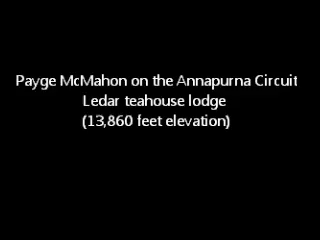 Payge McMahon on the Annapurna Circuit
Ledar teahouse lodge
(13,860 feet elevation)